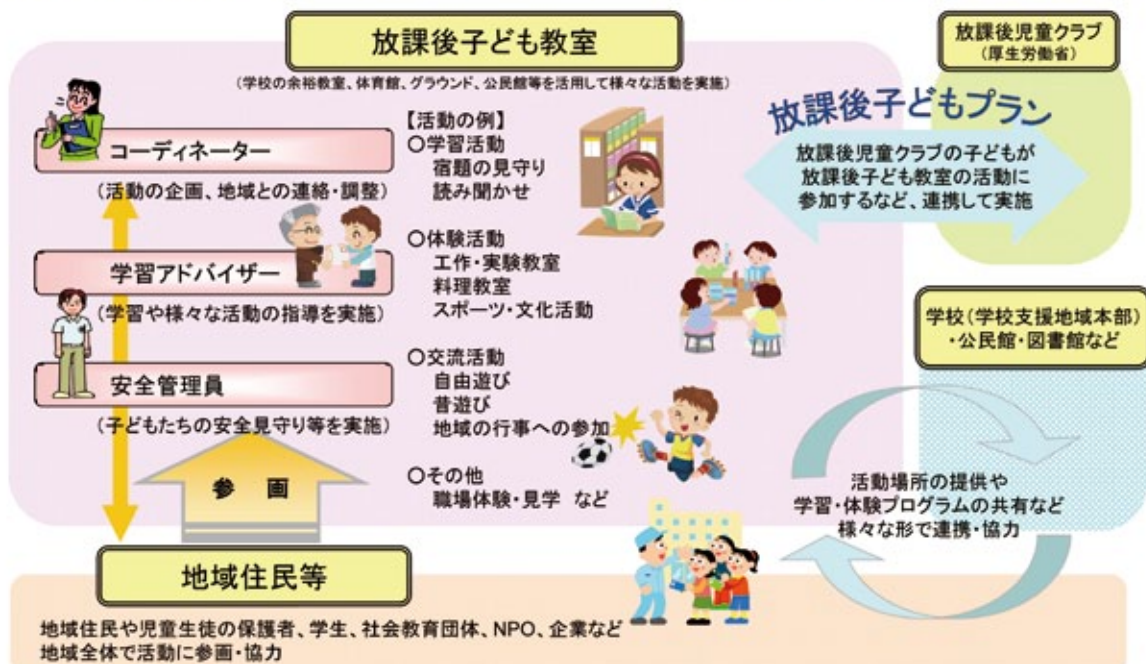 放課後子ども教室
(学校の余裕教室、体育館、グラウンド、公民館等を活用して様々な活動を実施)
コーディネーター
(活動の企画、地域との連絡・調整)
学習アドバイザー
(学習や様々な活動の指導を実施)
安全管理員
(子どもたちの安全見守り等を実施)
参 画
【活動の例】
○学習活動
宿題の見守り
読み聞かせ
○体験活動
工作・実験教室
料理教室
スポーツ・文化活動
○交流活動
自由遊び
昔遊び
地域の行事への参加
○その他
職場体験・見学 など
放課後児童クラブ
(厚生労働省)
放課後子どもプラン
放課後児童クラブの子どもが
放課後子ども教室の活動に
参加するなど、連携して実施
学校(学校支援地域本部)
・公民館・図書館など
活動場所の提供や
学習・体験プログラムの共有など
様々な形で連携・協力
地域住民等
地域住民や児童生徒の保護者、学生、社会教育団体、NPO、企業など
地域全体で活動に参画・協力